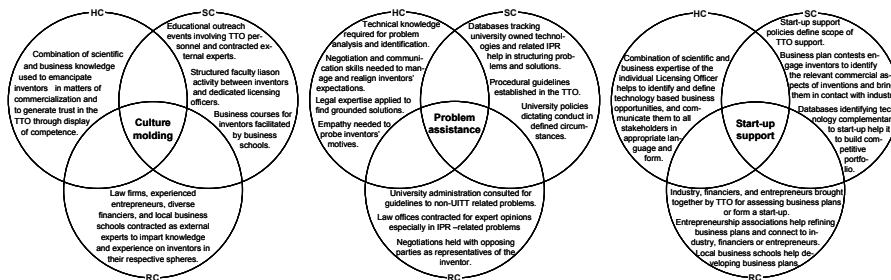 HC
SC
Combination of scientific
and business knowledge
used to emancipate
inventors in matters of
commercialization and
to generate trust in the
TTO through display
of competence.
Educational outreach
events involving TTO per-
sonnel and contracted ex-
ternal experts.
Structured faculty liason
activity between inventors
and dedicated licensing
officers.
Business courses for
inventors facilitated
by business
schools.
Culture
molding
Law firms, experienced
entrepreneurs, diverse
financiers, and local business
schools contracted as external
experts to impart knowledge
and experience on inventors in
their respective spheres.
RC
HC
SC
Technical knowledge
required for problem
analysis and identification.
Negotiation and communi-
cation skills needed to man-
age and realign inventors'
expectations.
Legal expertise applied to
find grounded solutions.
Empathy needed to
probe inventors'
motives.
Databases tracking
university owned technolo-
gies and related IPR
help in structuring problems
and solutions.
Procedural guidelines
established in the TTO.
University policies
dictating conduct in
defined circum-
stances.
Problem
assistance
University administration consulted for
guidelines to non-UITT related problems.
Law offices contracted for expert opinions
especially in IPR –related problems
Negotiations held with opposing
parties as representatives of the
inventor.
RC
HC
SC
Combination of scientific and
business expertise of the
individual Licensing Officer
helps to identify and define
technology based business
opportunities, and com-
municate them to all
stakeholders in
appropriate lan-
guage and
form.
Start-up support
policies define scope of
TTO support.
Business plan contests en-
gage inventors to identify
the relevant commercial as-
pects of inventions and bring
them in contact with industry
Databases identifying tech-
nology complementary
to start-up help it
to build com-
petitive
portfo-
lio.
Start-up
support
Industry, financiers, and entrepreneurs brought
together by TTO for assessing business plans
or form a start-up.
Entrepreneurship associations help refining
business plans and connect to in-
dustry, financiers or entrepreneurs.
Local business schools help de-
veloping business plans.
RC